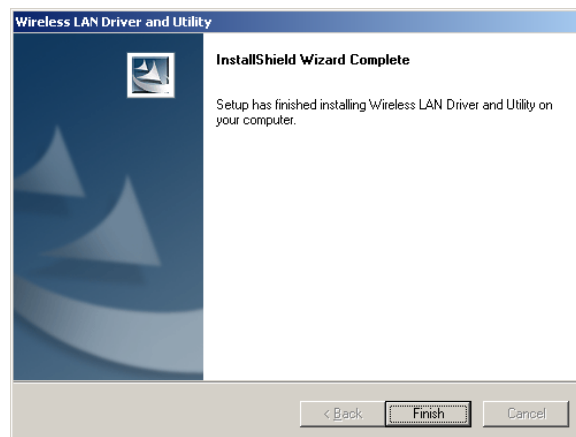 Wireless LAN Driver and Utility
InstallShield Wizard Complete
Setup has finished installing Wireless LAN Driver and Utility on
your computer.
< Back
Finish
Cancel